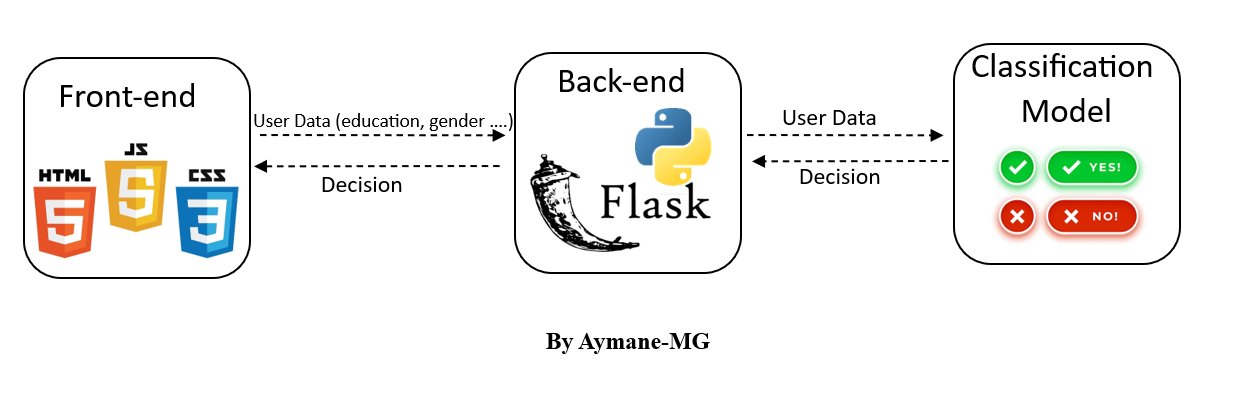 Front-end
JS
HTML
CSS
User Data (education, gender ....)
Decision
Back-end
Flask
User Data
Decision
Classification
Model
YES!
NO!
By Aymane-MG